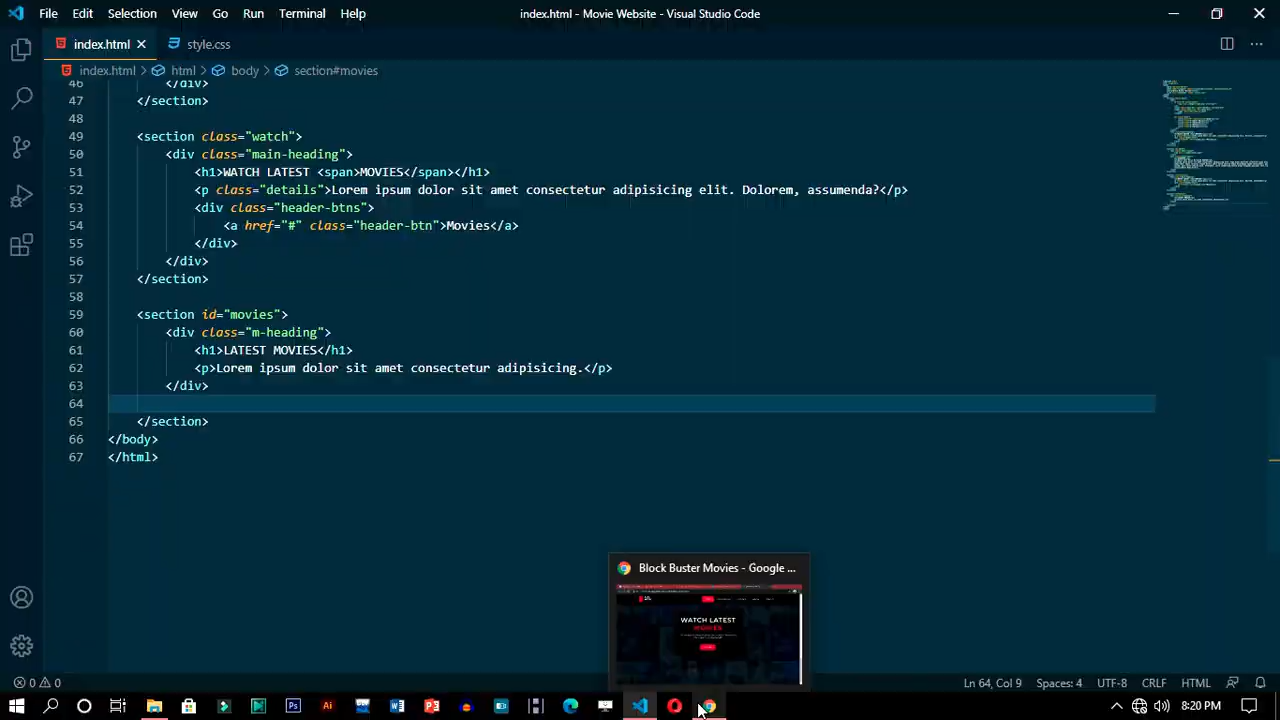 File Edit Selection View Go Run Terminal Help index.html - Movie Website - Visual Studio Code
index.html style.css
index.html html body section#movies
46 </div>
47 </section>
48
49 <section class="watch">
50 <div class="main-heading">
51 <h1>WATCH LATEST <span>MOVIES</span></h1>
52 <p class="details">Lorem ipsum dolor sit amet consectetur adipisicing elit. Dolorem, assumenda?</p>
53 <div class="header-btns">
54 <a href="#" class="header-btn">Movies</a>
55 </div>
56 </div>
57 </section>
58
59 <section id="movies">
60 <div class="m-heading">
61 <h1>LATEST MOVIES</h1>
62 <p>Lorem ipsum dolor sit amet consectetur adipisicing.</p>
63 </div>
64
65 </section>
66 </body>
67 </html>
Block Buster Movies - Google ...
WATCH LATEST
MOVIES
0 0 Ln 64, Col 9 Spaces: 4 UTF-8 CRLF HTML
8:20 PM